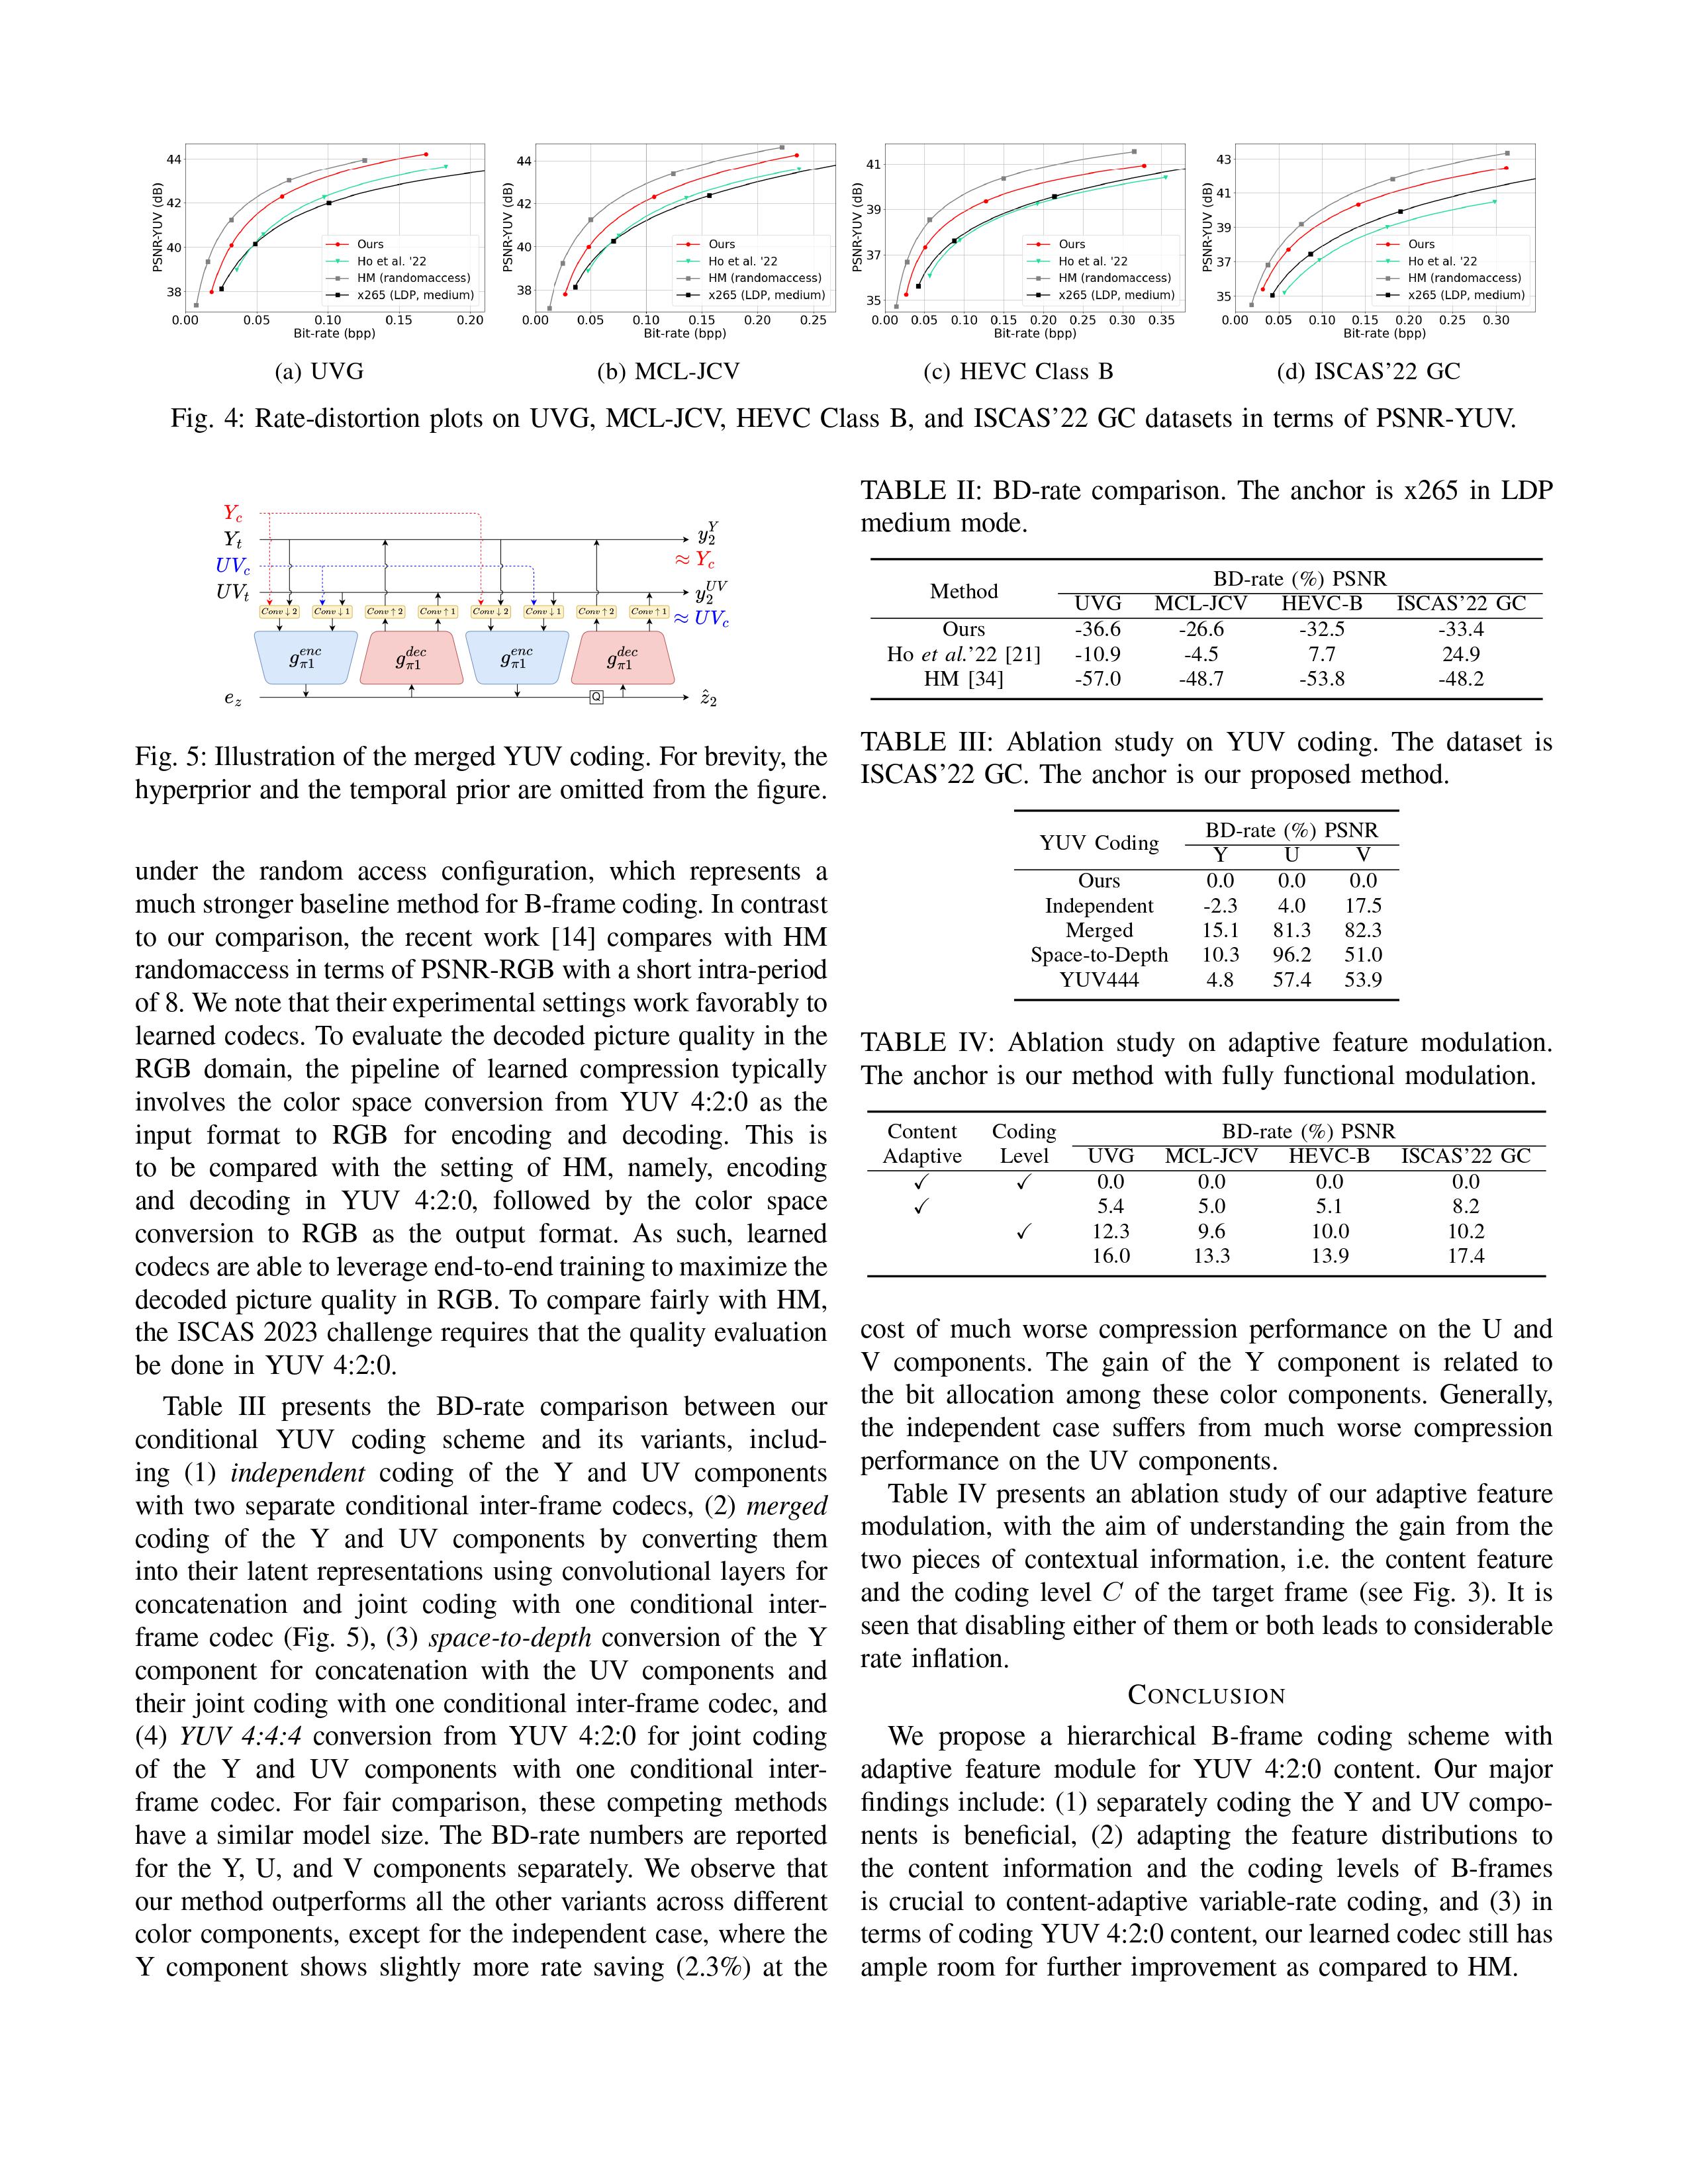 44
42
40
38
PSNR-YUV (dB)
Ours
Ho et al. '22
HM (randomaccess)
x265 (LDP, medium)
0.00 0.05 0.10 0.15 0.20
Bit-rate (bpp)
(a) UVG
44
42
40
38
PSNR-YUV (dB)
Ours
Ho et al. '22
HM (randomaccess)
x265 (LDP, medium)
0.00 0.05 0.10 0.15 0.20 0.25
Bit-rate (bpp)
(b) MCL-JCV
41
39
37
35
PSNR-YUV (dB)
Ours
Ho et al. '22
HM (randomaccess)
x265 (LDP, medium)
0.00 0.05 0.10 0.15 0.20 0.25 0.30 0.35
Bit-rate (bpp)
(c) HEVC Class B
43
41
39
37
35
PSNR-YUV (dB)
Ours
Ho et al. '22
HM (randomaccess)
x265 (LDP, medium)
0.00 0.05 0.10 0.15 0.20 0.25 0.30
Bit-rate (bpp)
(d) ISCAS'22 GC
Fig. 4: Rate-distortion plots on UVG, MCL-JCV, HEVC Class B, and ISCAS'22 GC datasets in terms of PSNR-YUV.
Y_c
Y_t y_2^Y
≈ Y_c
UV_c
UV_t y_2^{UV}
≈ UV_c
Conv ↓ 2 Conv ↓ 1 Conv ↑ 2 Conv ↑ 1 Conv ↓ 2 Conv ↓ 1 Conv ↑ 2 Conv ↑ 1
g_{π1}^{enc} g_{π1}^{dec} g_{π1}^{enc} g_{π1}^{dec}
e_z Q ẑ_2
Fig. 5: Illustration of the merged YUV coding. For brevity, the
hyperprior and the temporal prior are omitted from the figure.
under the random access configuration, which represents a
much stronger baseline method for B-frame coding. In contrast
to our comparison, the recent work [14] compares with HM
randomaccess in terms of PSNR-RGB with a short intra-period
of 8. We note that their experimental settings work favorably to
learned codecs. To evaluate the decoded picture quality in the
RGB domain, the pipeline of learned compression typically
involves the color space conversion from YUV 4:2:0 as the
input format to RGB for encoding and decoding. This is
to be compared with the setting of HM, namely, encoding
and decoding in YUV 4:2:0, followed by the color space
conversion to RGB as the output format. As such, learned
codecs are able to leverage end-to-end training to maximize the
decoded picture quality in RGB. To compare fairly with HM,
the ISCAS 2023 challenge requires that the quality evaluation
be done in YUV 4:2:0.
Table III presents the BD-rate comparison between our
conditional YUV coding scheme and its variants, includ-
ing (1) independent coding of the Y and UV components
with two separate conditional inter-frame codecs, (2) merged
coding of the Y and UV components by converting them
into their latent representations using convolutional layers for
concatenation and joint coding with one conditional inter-
frame codec (Fig. 5), (3) space-to-depth conversion of the Y
component for concatenation with the UV components and
their joint coding with one conditional inter-frame codec, and
(4) YUV 4:4:4 conversion from YUV 4:2:0 for joint coding
of the Y and UV components with one conditional inter-
frame codec. For fair comparison, these competing methods
have a similar model size. The BD-rate numbers are reported
for the Y, U, and V components separately. We observe that
our method outperforms all the other variants across different
color components, except for the independent case, where the
Y component shows slightly more rate saving (2.3%) at the
TABLE II: BD-rate comparison. The anchor is x265 in LDP
medium mode.
Method BD-rate (%) PSNR
UVG MCL-JCV HEVC-B ISCAS'22 GC
Ours -36.6 -26.6 -32.5 -33.4
Ho et al.'22 [21] -10.9 -4.5 7.7 24.9
HM [34] -57.0 -48.7 -53.8 -48.2
TABLE III: Ablation study on YUV coding. The dataset is
ISCAS'22 GC. The anchor is our proposed method.
YUV Coding BD-rate (%) PSNR
Y U V
Ours 0.0 0.0 0.0
Independent -2.3 4.0 17.5
Merged 15.1 81.3 82.3
Space-to-Depth 10.3 96.2 51.0
YUV444 4.8 57.4 53.9
TABLE IV: Ablation study on adaptive feature modulation.
The anchor is our method with fully functional modulation.
Content Coding BD-rate (%) PSNR
Adaptive Level UVG MCL-JCV HEVC-B ISCAS'22 GC
✓ ✓ 0.0 0.0 0.0 0.0
✓ 5.4 5.0 5.1 8.2
✓ 12.3 9.6 10.0 10.2
16.0 13.3 13.9 17.4
cost of much worse compression performance on the U and
V components. The gain of the Y component is related to
the bit allocation among these color components. Generally,
the independent case suffers from much worse compression
performance on the UV components.
Table IV presents an ablation study of our adaptive feature
modulation, with the aim of understanding the gain from the
two pieces of contextual information, i.e. the content feature
and the coding level C of the target frame (see Fig. 3). It is
seen that disabling either of them or both leads to considerable
rate inflation.
CONCLUSION
We propose a hierarchical B-frame coding scheme with
adaptive feature module for YUV 4:2:0 content. Our major
findings include: (1) separately coding the Y and UV compo-
nents is beneficial, (2) adapting the feature distributions to
the content information and the coding levels of B-frames
is crucial to content-adaptive variable-rate coding, and (3) in
terms of coding YUV 4:2:0 content, our learned codec still has
ample room for further improvement as compared to HM.